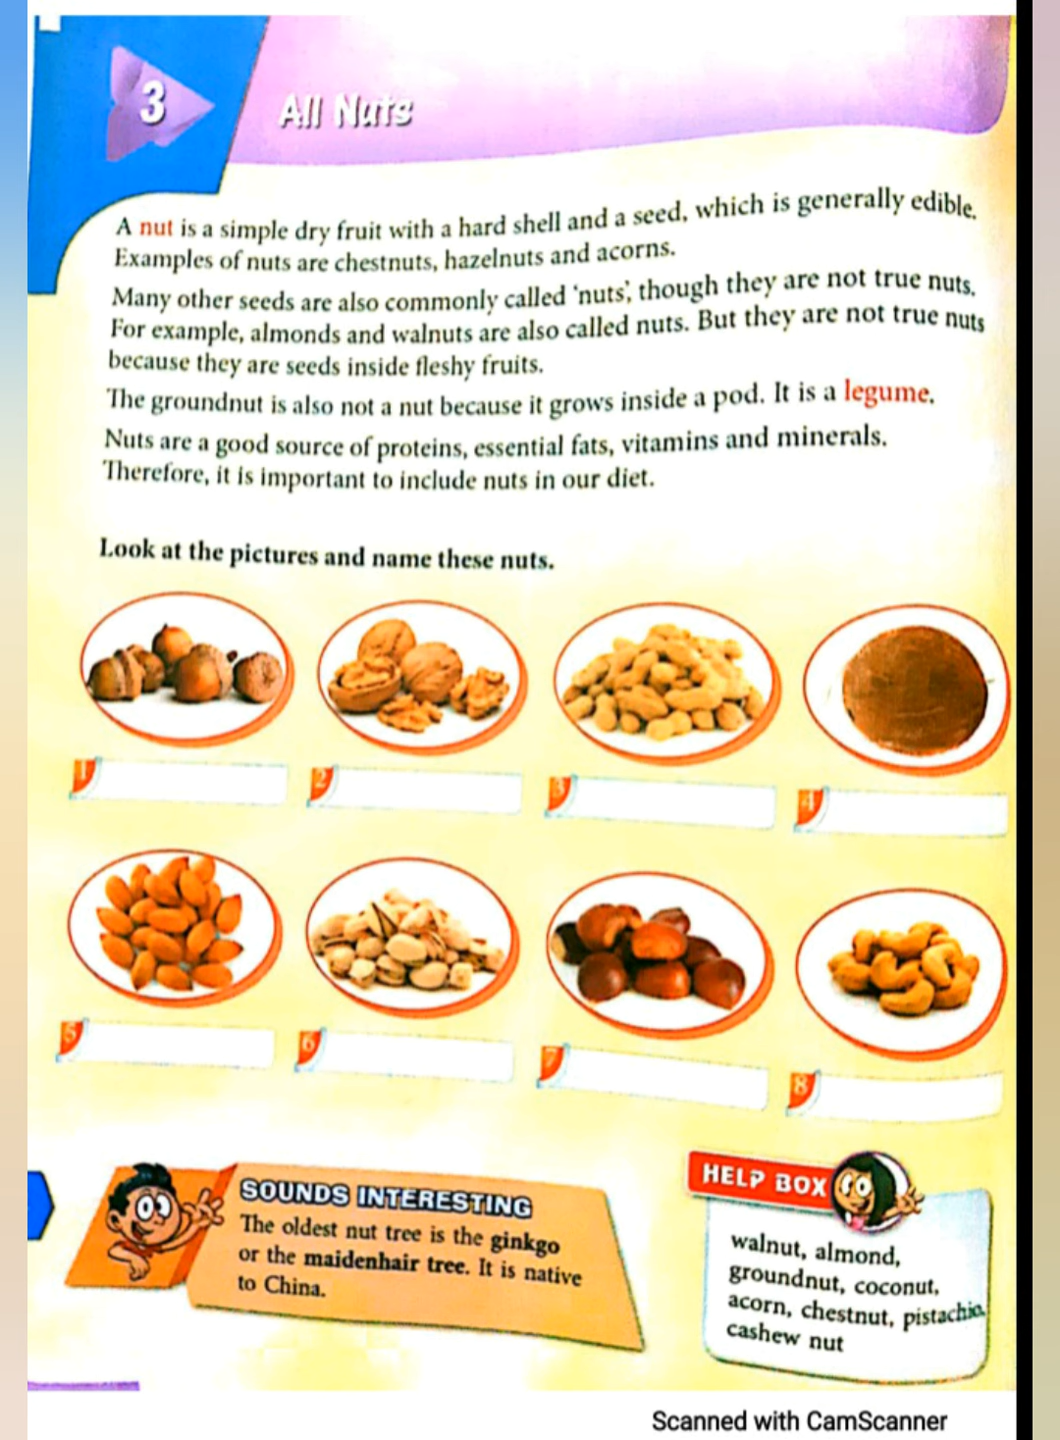 3
All Nuts
A nut is a simple dry fruit with a hard shell and a seed, which is generally edible.
Examples of nuts are chestnuts, hazelnuts and acorns.
Many other seeds are also commonly called 'nuts', though they are not true nuts.
For example, almonds and walnuts are also called nuts. But they are not true nuts
because they are seeds inside fleshy fruits.
The groundnut is also not a nut because it grows inside a pod. It is a legume.
Nuts are a good source of proteins, essential fats, vitamins and minerals.
Therefore, it is important to include nuts in our diet.
Look at the pictures and name these nuts.
1 2 3 4
5 6 7 8
SOUNDS INTERESTING
The oldest nut tree is the ginkgo
or the maidenhair tree. It is native
to China.
HELP BOX
walnut, almond,
groundnut, coconut,
acorn, chestnut, pistachio,
cashew nut
Scanned with CamScanner